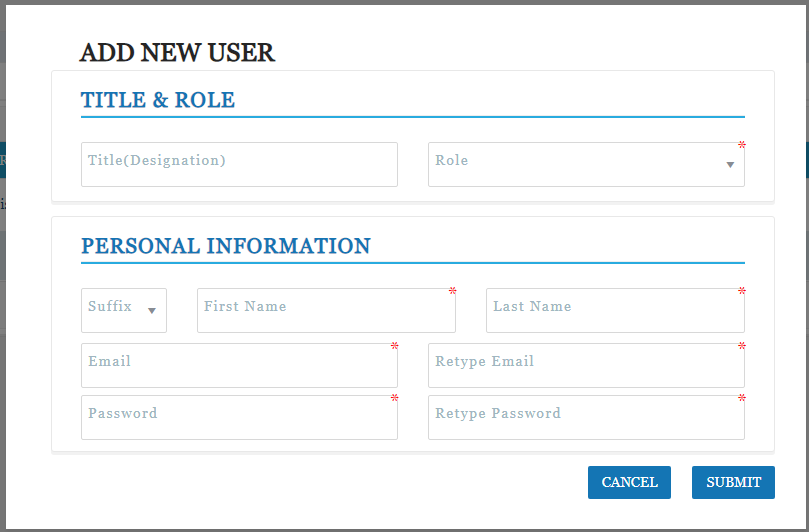 ADD NEW USER
TITLE & ROLE
Title(Designation)
Role *
PERSONAL INFORMATION
Suffix
First Name *
Last Name *
Email *
Retype Email *
Password *
Retype Password *
CANCEL
SUBMIT